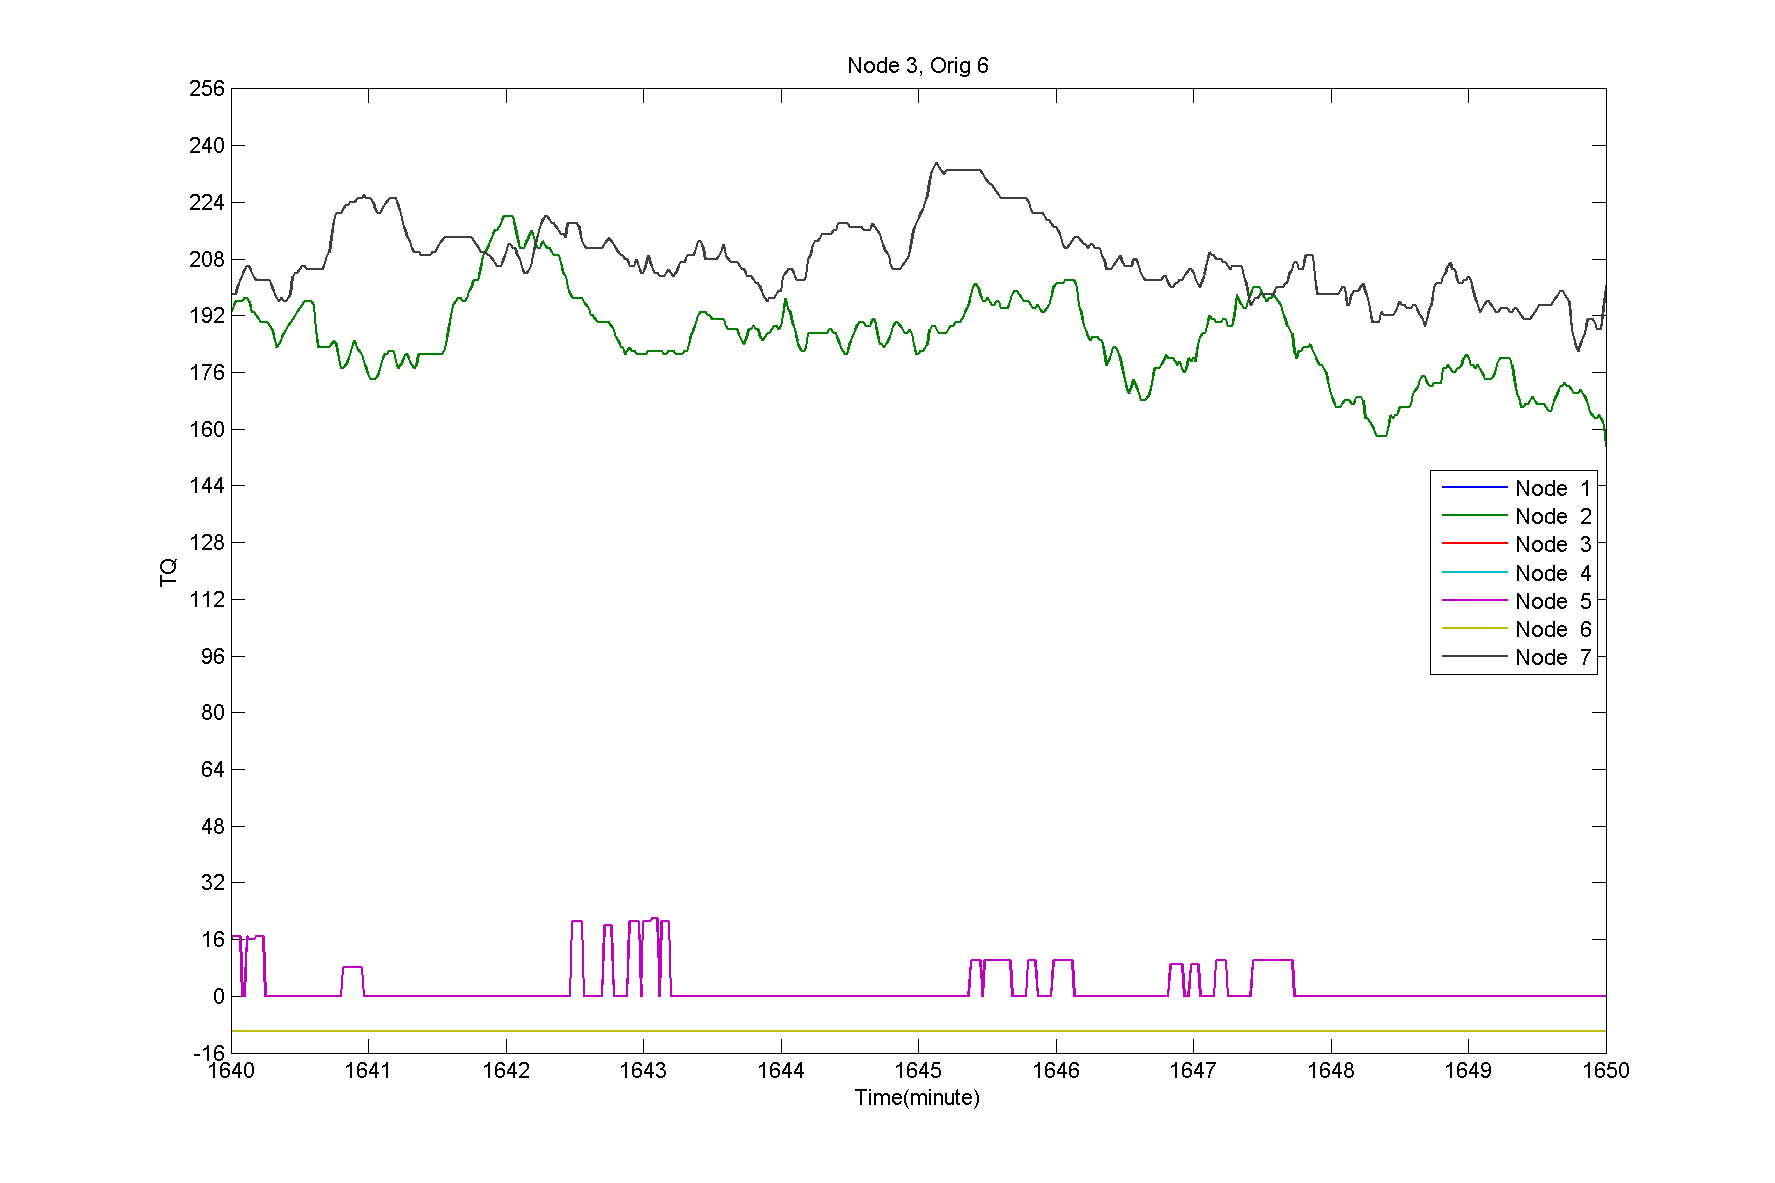 Node 3, Orig 6
256
240
224
208
192
176
160
144
128
112
96
80
64
48
32
16
0
-16
TQ
Node 1
Node 2
Node 3
Node 4
Node 5
Node 6
Node 7
1640 1641 1642 1643 1644 1645 1646 1647 1648 1649 1650
Time(minute)